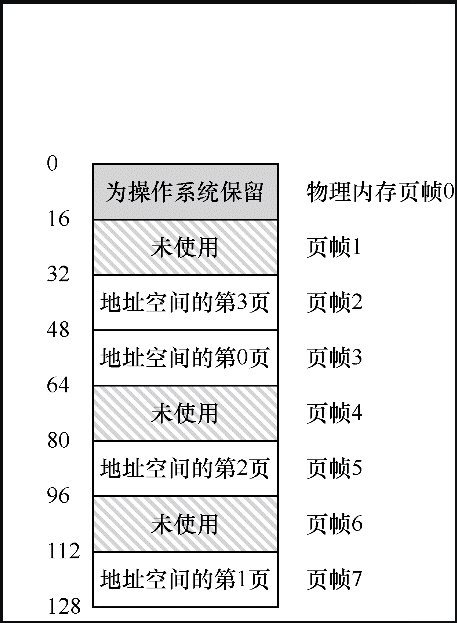 0
为操作系统保留 物理内存页帧0
16
未使用 页帧1
32
地址空间的第3页 页帧2
48
地址空间的第0页 页帧3
64
未使用 页帧4
80
地址空间的第2页 页帧5
96
未使用 页帧6
112
地址空间的第1页 页帧7
128